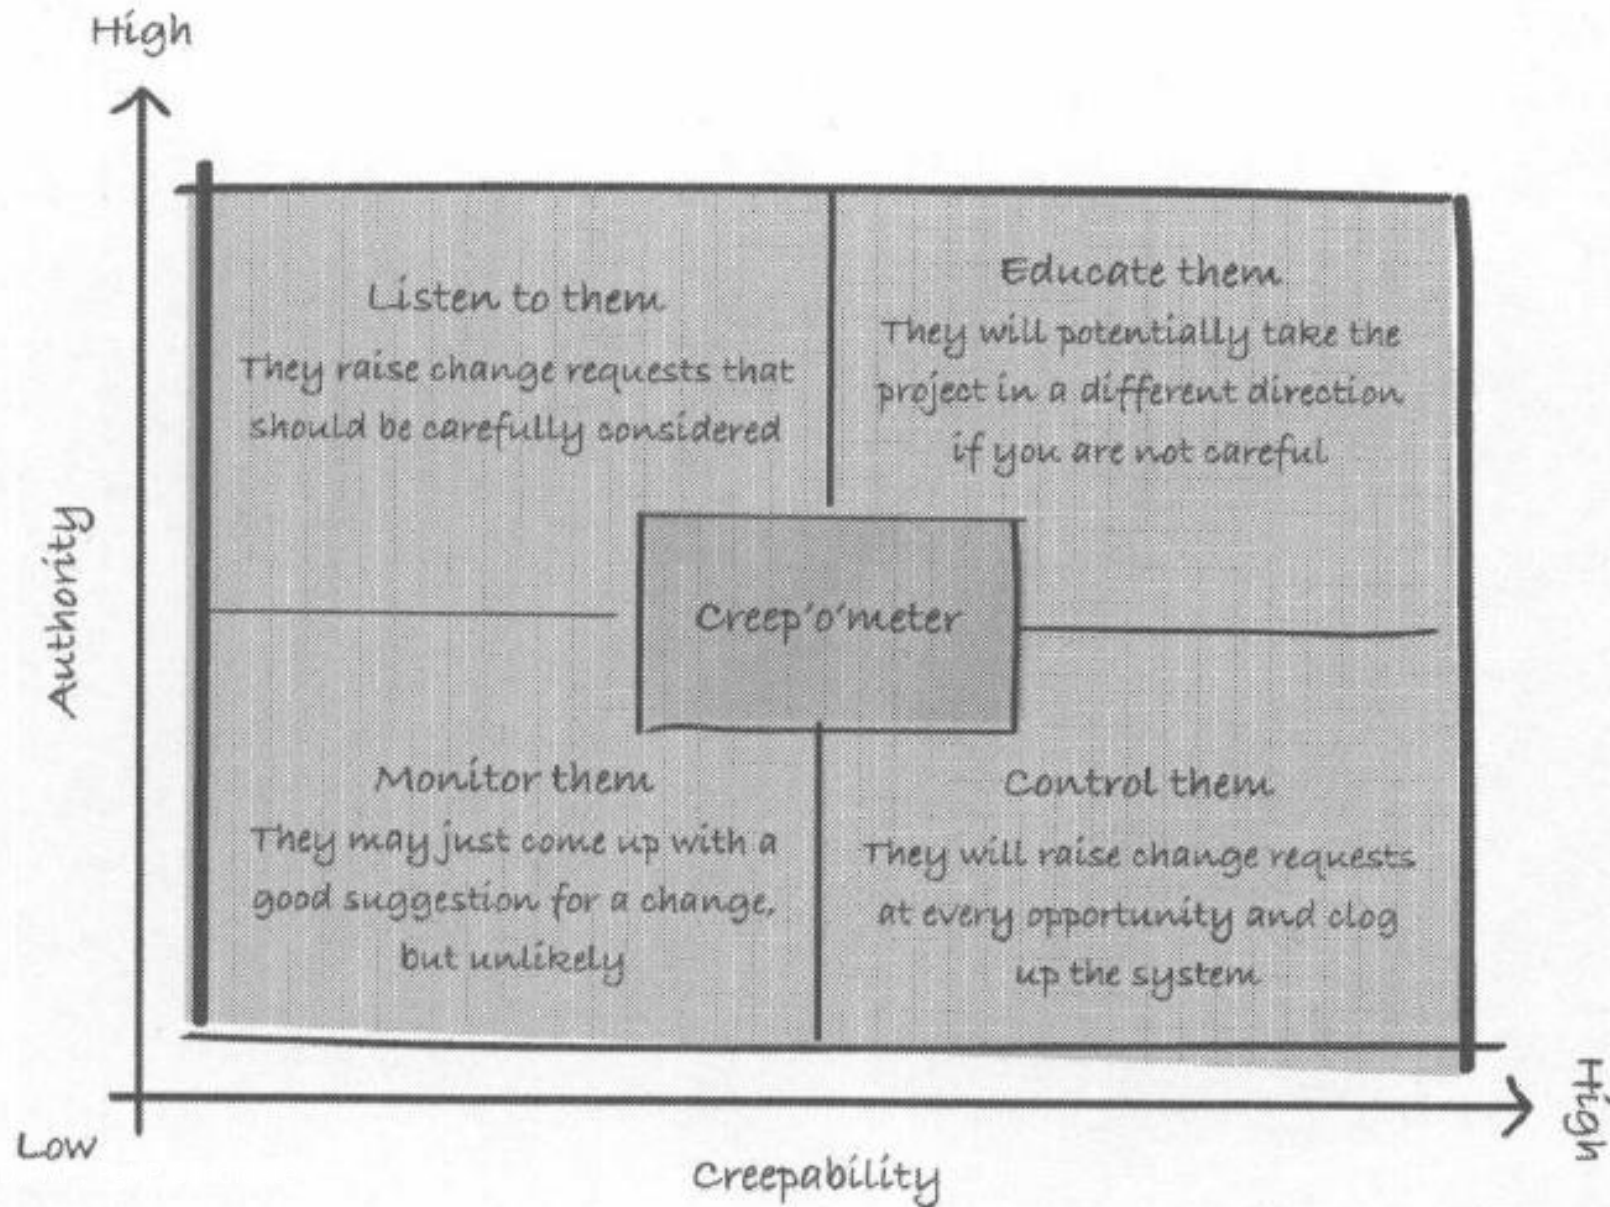 High
Listen to them
They raise change requests that
should be carefully considered
Educate them
They will potentially take the
project in a different direction
if you are not careful
Authority
Creep'o'meter
Monitor them
They may just come up with a
good suggestion for a change,
but unlikely
Control them
They will raise change requests
at every opportunity and clog
up the system
Low
Creepability
High